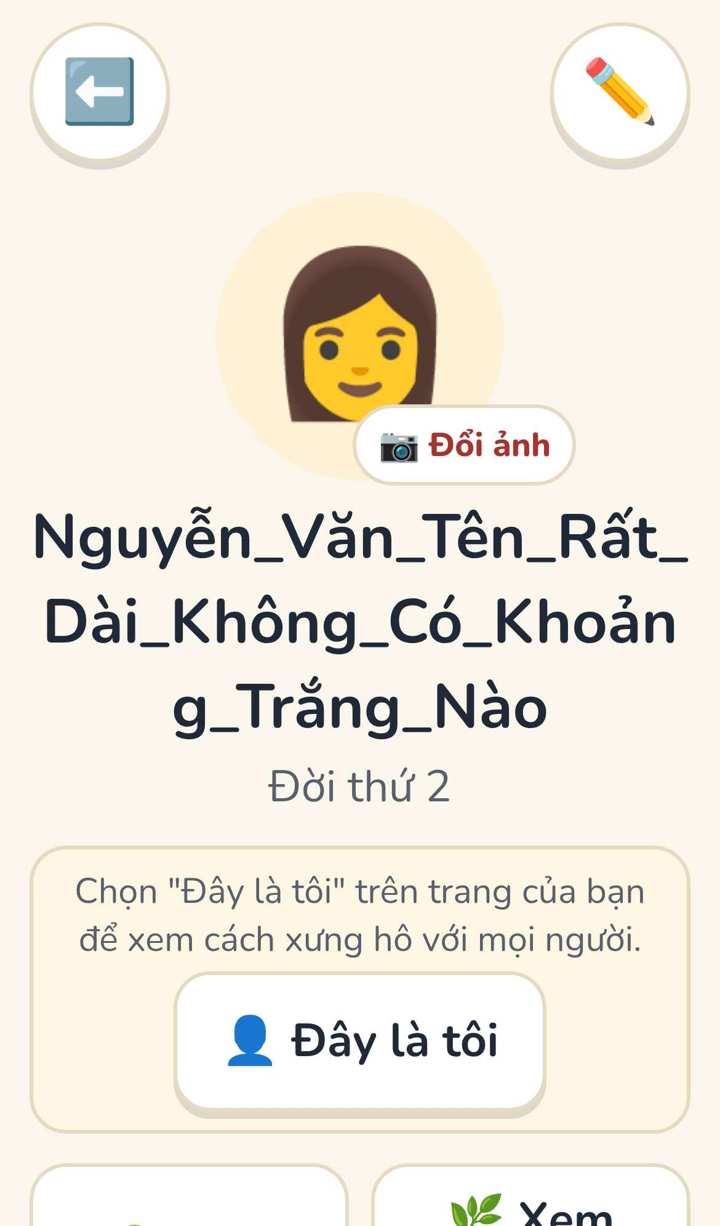 Đổi ảnh
Nguyễn_Văn_Tên_Rất_
Dài_Không_Có_Khoản
g_Trắng_Nào
Đời thứ 2
Chọn "Đây là tôi" trên trang của bạn
để xem cách xưng hô với mọi người.
Đây là tôi
Xem